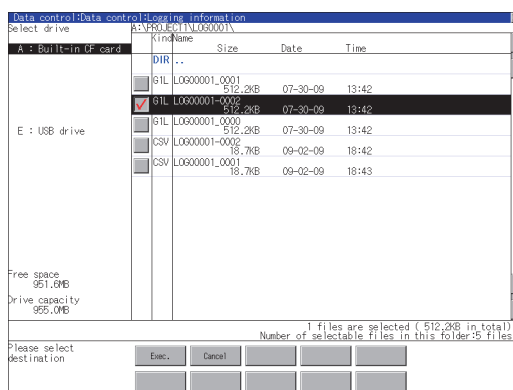 Data control:Data control:Logging information
Select drive
A:\PROJECT1\LOG0001\
Kind Name
Size Date Time
A : Built-in CF card
DIR ..
G1L LOG00001_0001
512.2KB 07-30-09 13:42
G1L LOG00001-0002
512.2KB 07-30-09 13:42
G1L LOG00001_0000
512.2KB 07-30-09 13:42
E : USB drive
CSV LOG00001-0002
18.7KB 09-02-09 18:42
CSV LOG00001_0001
18.7KB 09-02-09 18:43
Free space
951.6MB
Drive capacity
955.0MB
1 files are selected ( 512.2KB in total)
Number of selectable files in this folder:5 files
Please select
destination
Exec. Cancel